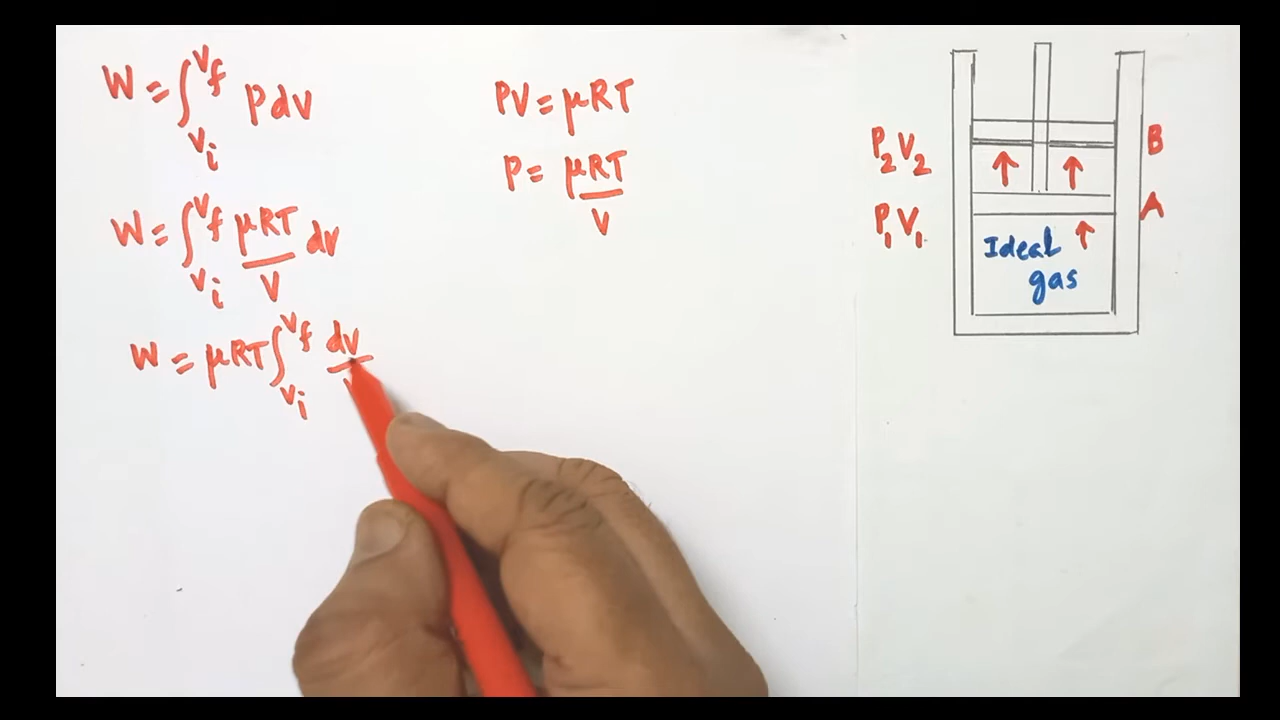 W = ∫_{Vi}^{Vf} P dV
W = ∫_{Vi}^{Vf} μRT/V dV
W = μRT ∫_{Vi}^{Vf} dV/V
PV = μRT
P = μRT/V
P₂V₂
B
P₁V₁
A
Ideal
gas